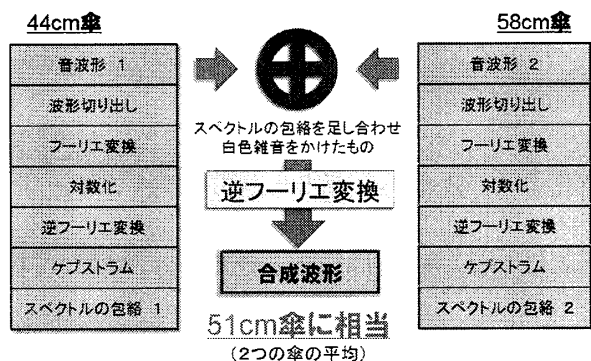 44cm傘
音波形 1
波形切り出し
フーリエ変換
対数化
逆フーリエ変換
ケプストラム
スペクトルの包絡 1
スペクトルの包絡を足し合わせ
白色雑音をかけたもの
逆フーリエ変換
合成波形
51cm傘に相当
(2つの傘の平均)
58cm傘
音波形 2
波形切り出し
フーリエ変換
対数化
逆フーリエ変換
ケプストラム
スペクトルの包絡 2